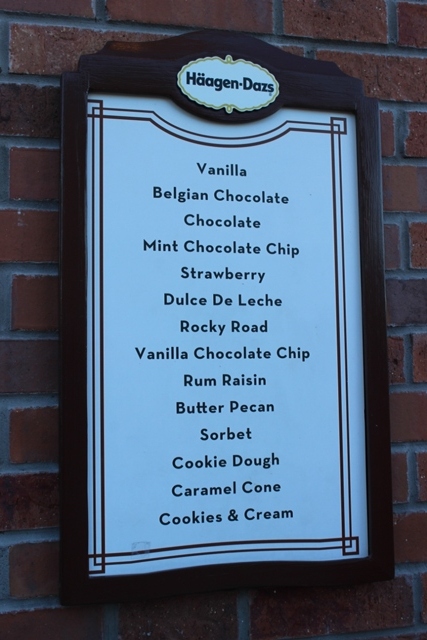 Häagen-Dazs
Vanilla
Belgian Chocolate
Chocolate
Mint Chocolate Chip
Strawberry
Dulce De Leche
Rocky Road
Vanilla Chocolate Chip
Rum Raisin
Butter Pecan
Sorbet
Cookie Dough
Caramel Cone
Cookies & Cream